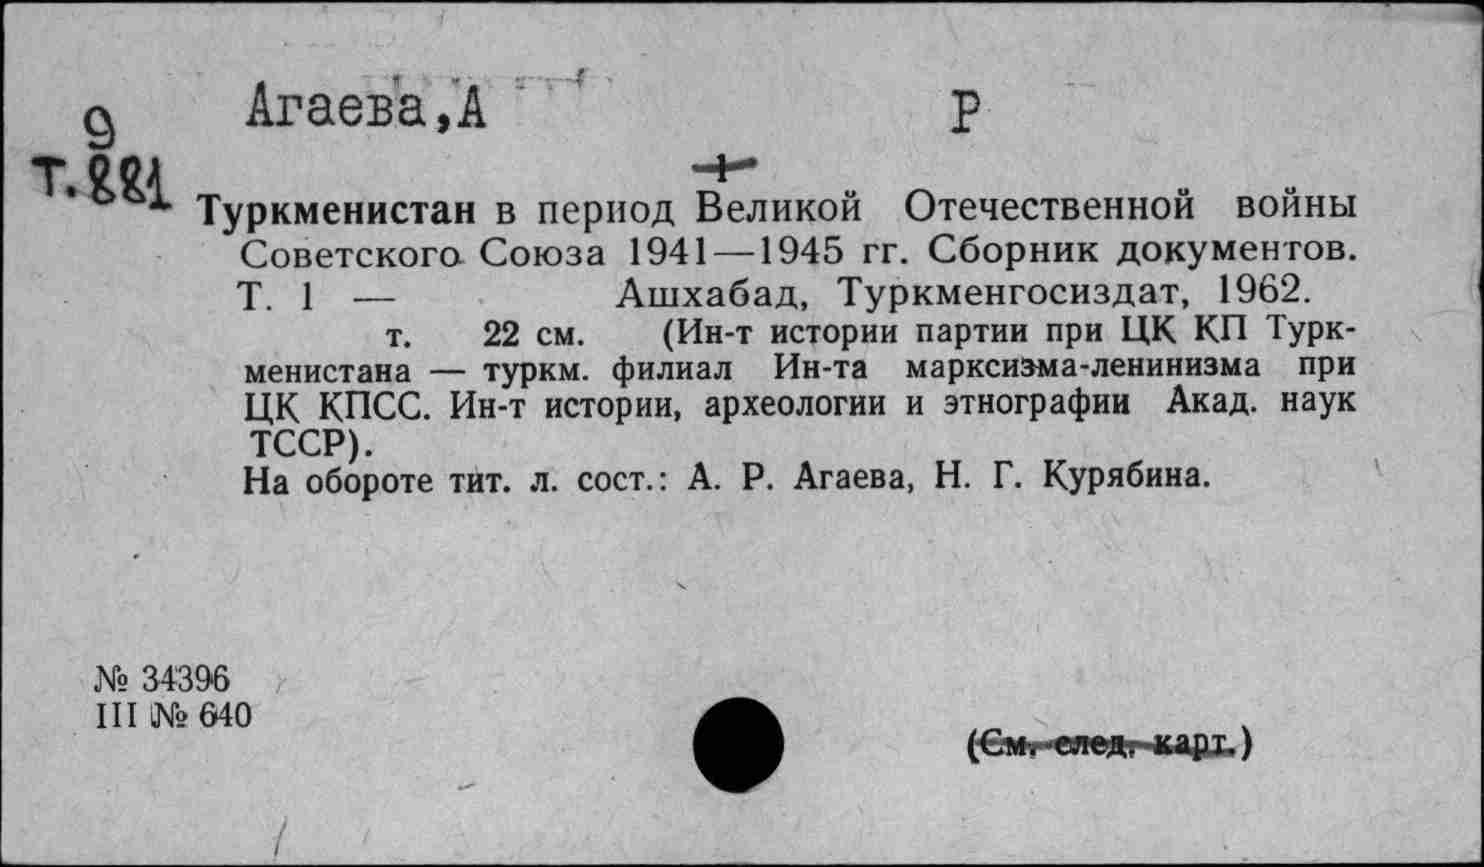 Агаева,А Р
9
Т.881
Туркменистан в период Великой Отечественной войны
Советского Союза 1941—1945 гг. Сборник документов.
Т. 1 — Ашхабад, Туркменгосиздат, 1962.
т. 22 см. (Ин-т истории партии при ЦК КП Турк-
менистана — туркм. филиал Ин-та марксизма-ленинизма при
ЦК КПСС. Ин-т истории, археологии и этнографии Акад. наук
ТССР).
На обороте тит. л. сост.: А. Р. Агаева, Н. Г. Курябина.
№ 34396
III № 640
(См. след. карт.)